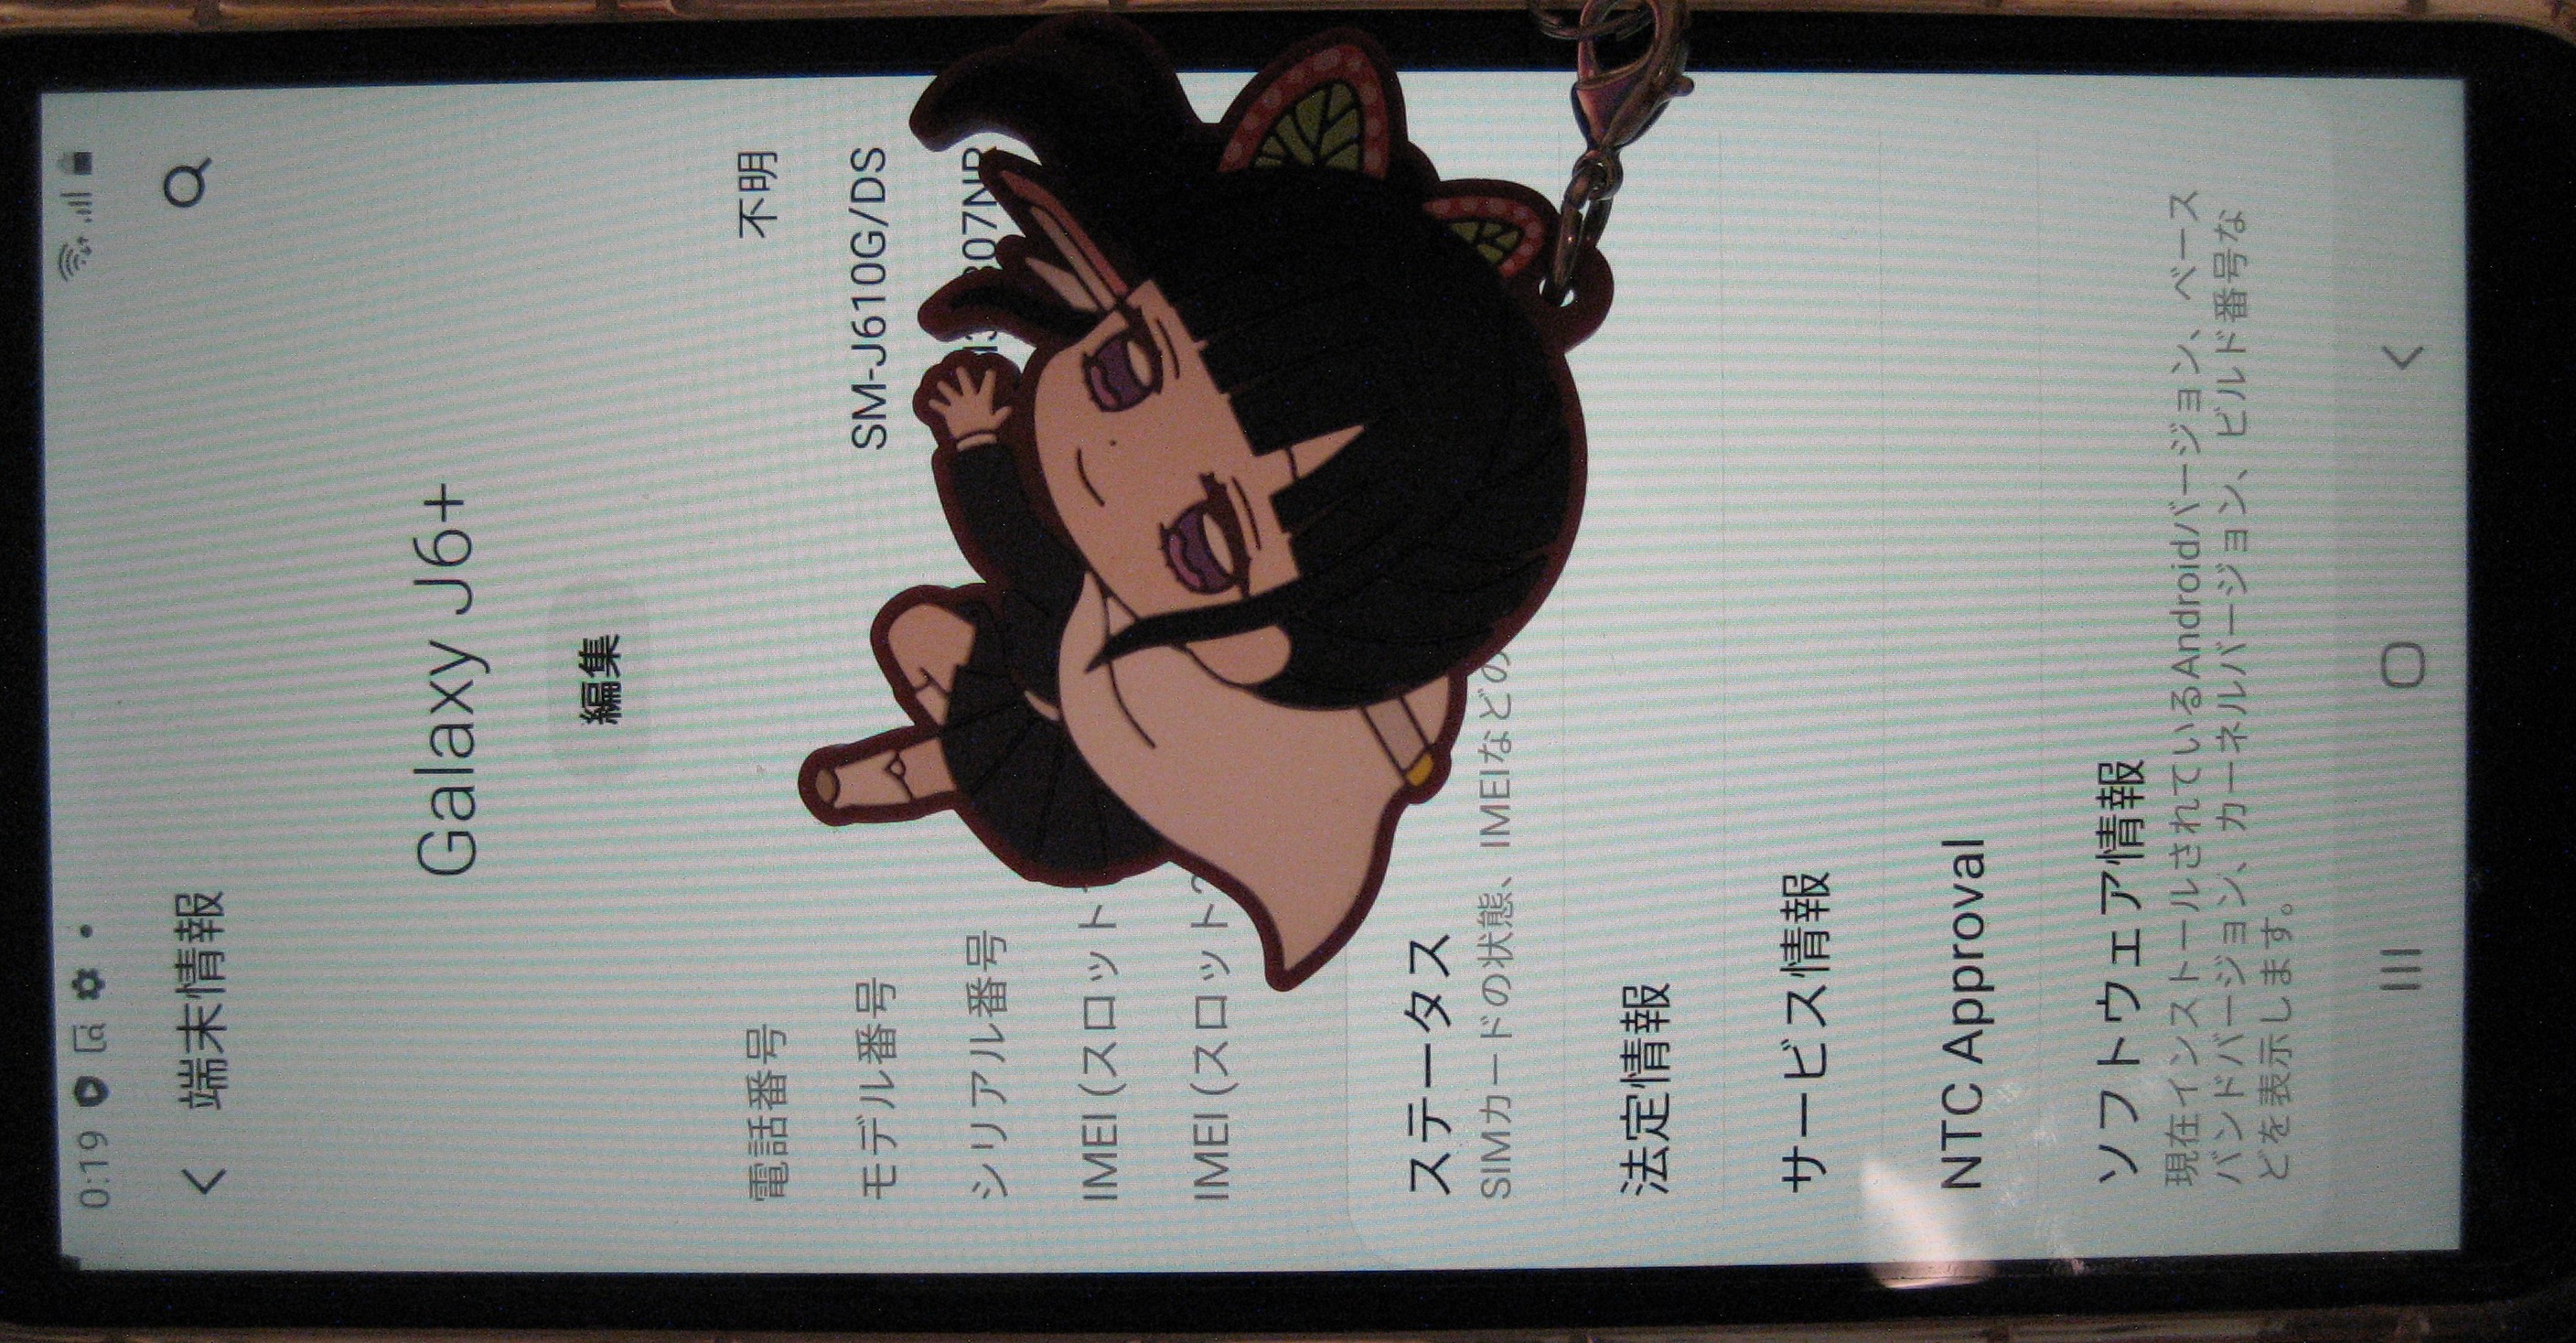 0:19
端末情報
Galaxy J6+
編集
電話番号 不明
モデル番号 SM-J610G/DS
シリアル番号
IMEI (スロット
IMEI (スロット
ステータス
SIMカードの状態、IMEIなどの
法定情報
サービス情報
NTC Approval
ソフトウェア情報
現在インストールされているAndroidバージョン、ベース
バンドバージョン、カーネルバージョン、ビルド番号な
どを表示します。